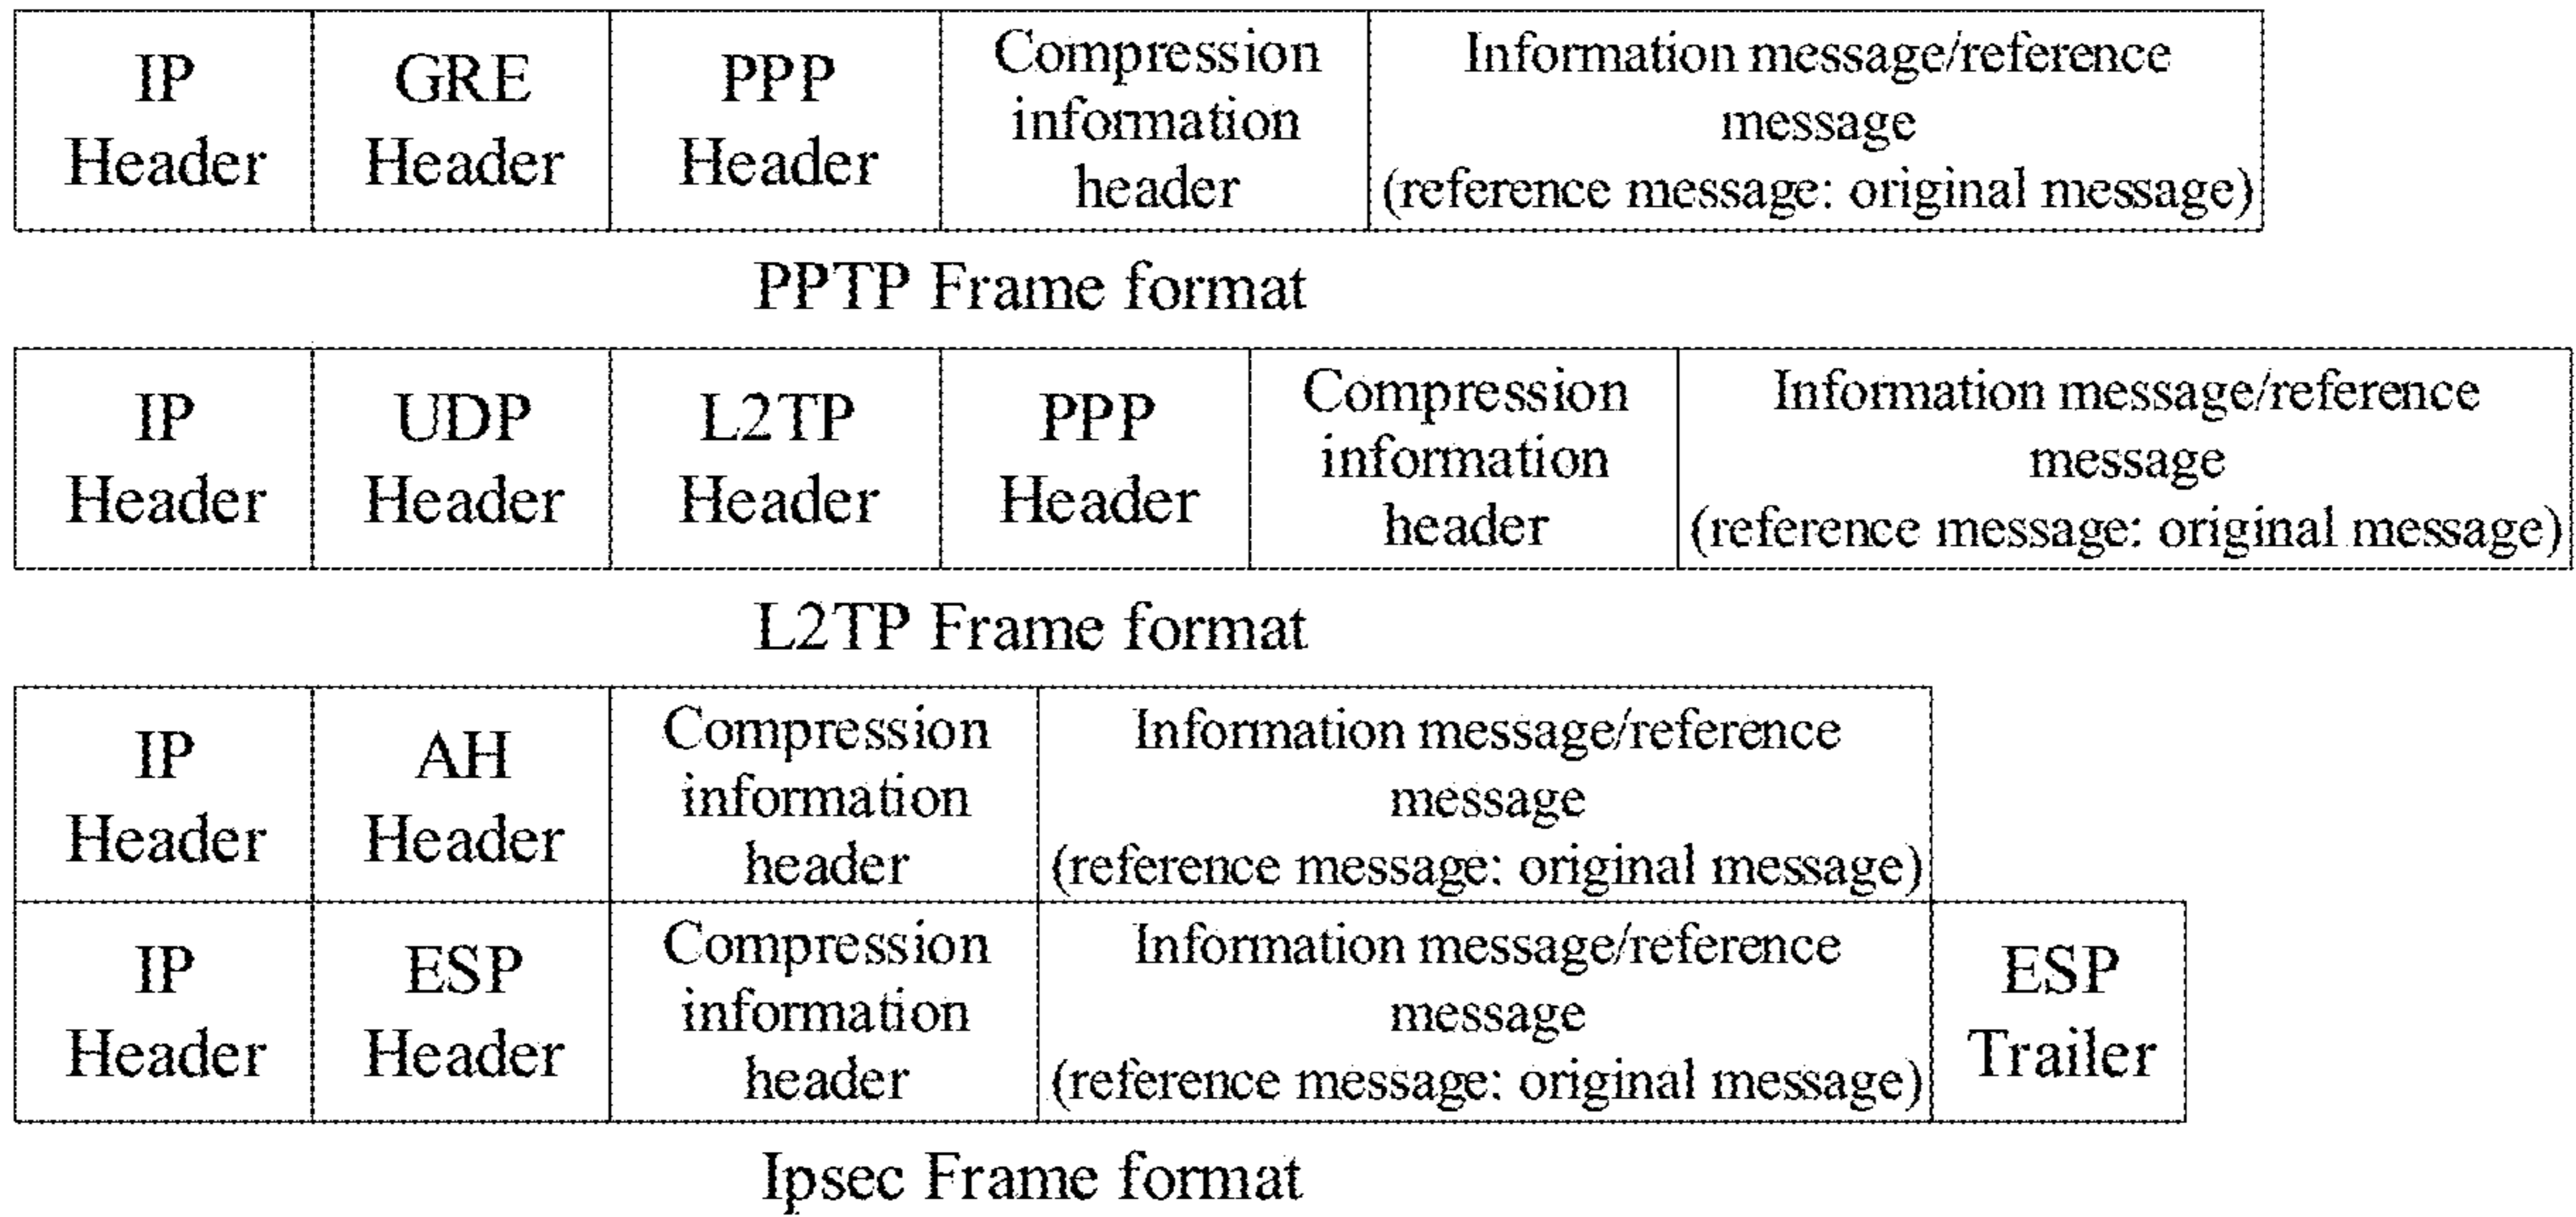 IP
Header
GRE
Header
PPP
Header
Compression
information
header
Information message/reference
message
(reference message: original message)
PPTP Frame format
IP
Header
UDP
Header
L2TP
Header
PPP
Header
Compression
information
header
Information message/reference
message
(reference message: original message)
L2TP Frame format
IP
Header
AH
Header
Compression
information
header
Information message/reference
message
(reference message: original message)
IP
Header
ESP
Header
Compression
information
header
Information message/reference
message
(reference message: original message)
ESP
Trailer
Ipsec Frame format